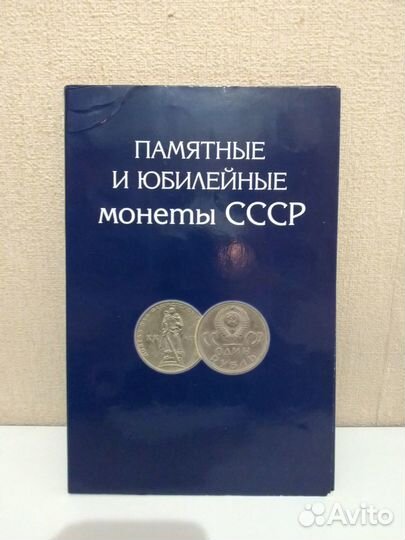 ПАМЯТНЫЕ
И ЮБИЛЕЙНЫЕ
монеты СССР
ОДИН
РУБЛЬ
Avito